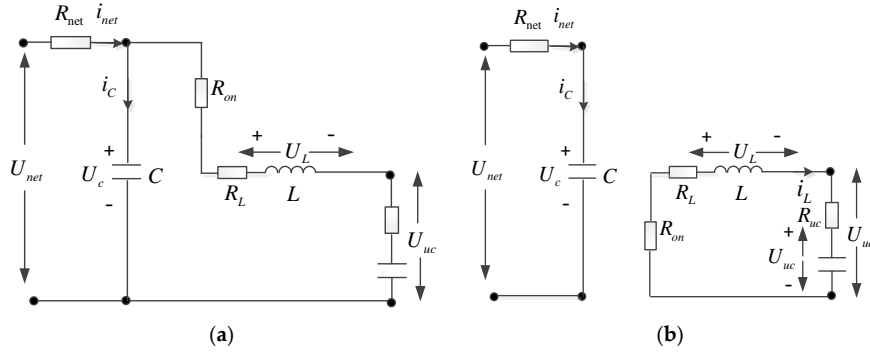 R_net i_net
i_C
R_on
+ U_L -
U_net
+
U_c C
-
R_L L
U_uc
(a)
R_net i_net
i_C
U_net
+
U_c C
-
+ U_L -
R_L L i_L
R_on
R_uc
+
U_uc
-
U_uc
(b)